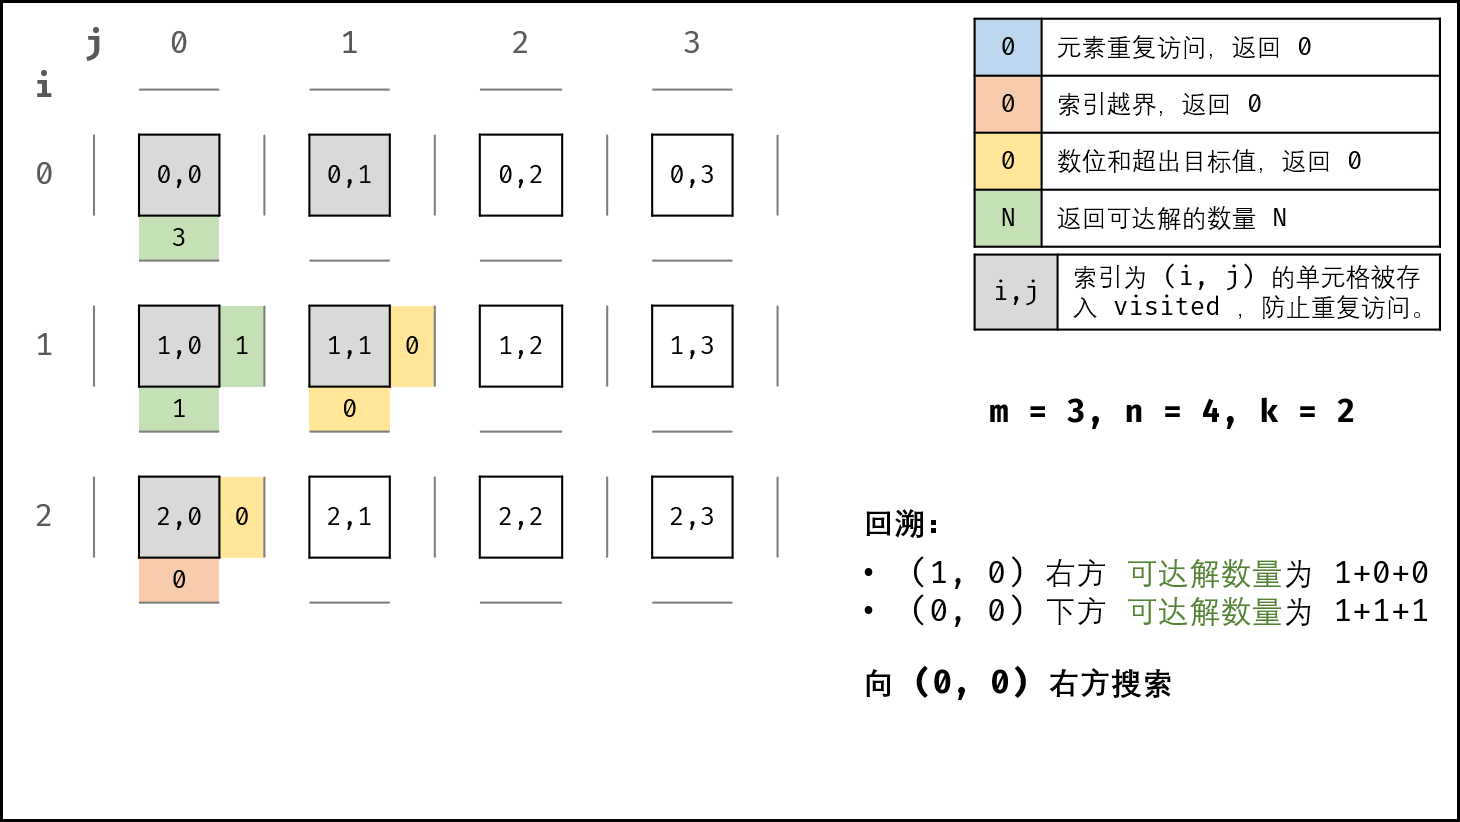 j 0 1 2 3
i
0 0,0 0,1 0,2 0,3
3
1 1,0 1 1,1 0 1,2 1,3
1 0
2 2,0 0 2,1 2,2 2,3
0
0 元素重复访问，返回 0
0 索引越界，返回 0
0 数位和超出目标值，返回 0
N 返回可达解的数量 N
i,j 索引为 (i, j) 的单元格被存
入 visited ，防止重复访问。
m = 3, n = 4, k = 2
回溯：
• (1, 0) 右方 可达解数量为 1+0+0
• (0, 0) 下方 可达解数量为 1+1+1
向 (0, 0) 右方搜索